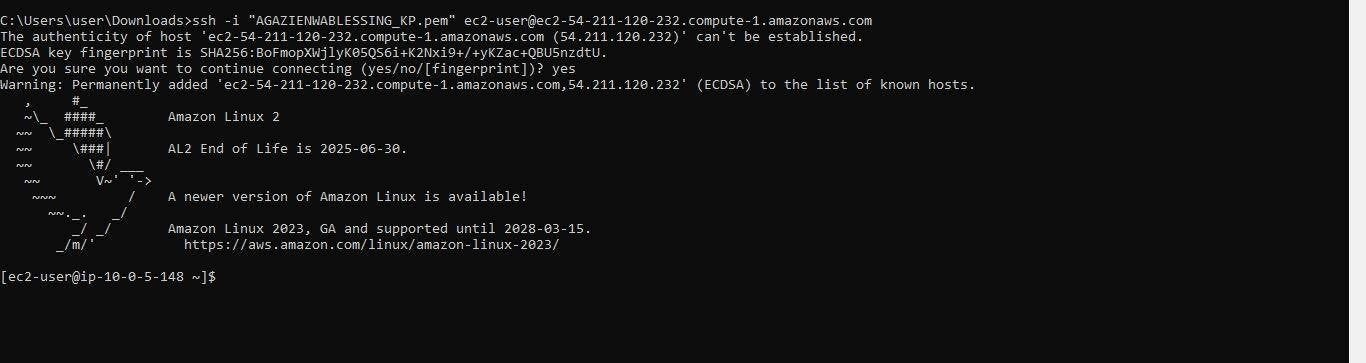 C:\Users\user\Downloads>ssh -i "AGAZIENWABLESSING_KP.pem" ec2-user@ec2-54-211-120-232.compute-1.amazonaws.com
The authenticity of host 'ec2-54-211-120-232.compute-1.amazonaws.com (54.211.120.232)' can't be established.
ECDSA key fingerprint is SHA256:BoFmopXWjlyK05QS6i+K2Nxi9+/+yKZac+QBU5nzdtU.
Are you sure you want to continue connecting (yes/no/[fingerprint])? yes
Warning: Permanently added 'ec2-54-211-120-232.compute-1.amazonaws.com,54.211.120.232' (ECDSA) to the list of known hosts.
   ,     #_
   ~\_  ####_        Amazon Linux 2
  ~~  \_#####\
  ~~     \###|       AL2 End of Life is 2025-06-30.
  ~~       \#/ ___
   ~~       V~' '->
    ~~~         /    A newer version of Amazon Linux is available!
      ~~._.   _/
         _/ _/       Amazon Linux 2023, GA and supported until 2028-03-15.
       _/m/'           https://aws.amazon.com/linux/amazon-linux-2023/
[ec2-user@ip-10-0-5-148 ~]$